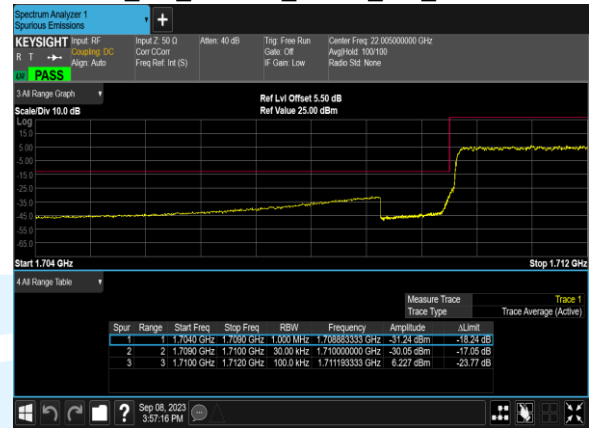 Spectrum Analyzer 1
Spurious Emissions
KEYSIGHT Input: RF Input Z: 50 Ω Atten: 40 dB Trig: Free Run Center Freq: 22.005000000 GHz
R T Coupling: DC Corr CCorr Gate: Off Avg|Hold: 100/100
Align: Auto Freq Ref: Int (S) IF Gain: Low Radio Std: None
LXI PASS
3 All Range Graph
Ref Lvl Offset 5.50 dB
Scale/Div 10.0 dB Ref Value 25.00 dBm
Log
15.0
5.00
-5.00
-15.0
-25.0
-35.0
-45.0
-55.0
-65.0
Start 1.704 GHz Stop 1.712 GHz
4 All Range Table
Measure Trace Trace 1
Trace Type Trace Average (Active)
Spur Range Start Freq Stop Freq RBW Frequency Amplitude ΔLimit
1 1 1.7040 GHz 1.7090 GHz 1.000 MHz 1.708883333 GHz -31.24 dBm -18.24 dB
2 2 1.7090 GHz 1.7100 GHz 30.00 kHz 1.710000000 GHz -30.05 dBm -17.05 dB
3 3 1.7100 GHz 1.7120 GHz 100.0 kHz 1.711193333 GHz 6.227 dBm -23.77 dB
? Sep 08, 2023
3:57:16 PM